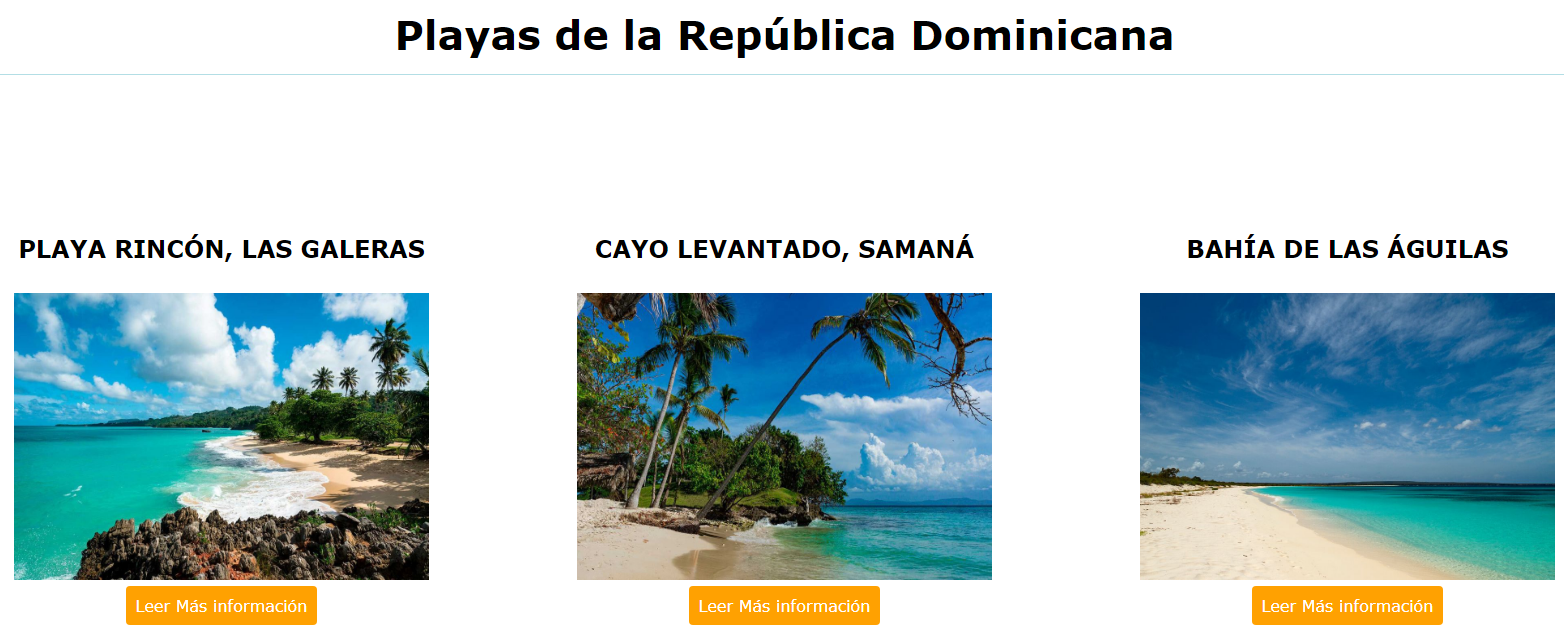 Playas de la República Dominicana
PLAYA RINCÓN, LAS GALERAS
CAYO LEVANTADO, SAMANÁ
BAHÍA DE LAS ÁGUILAS
Leer Más información
Leer Más información
Leer Más información